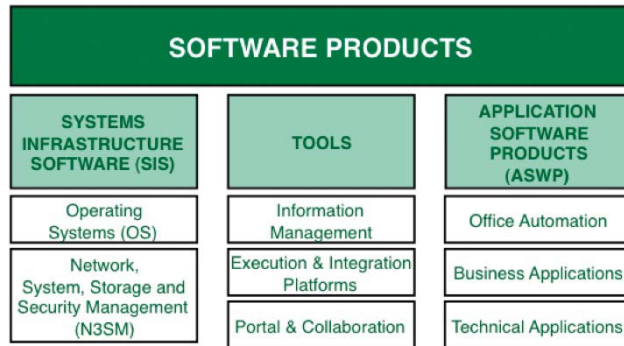 SOFTWARE PRODUCTS
SYSTEMS
INFRASTRUCTURE
SOFTWARE (SIS)
Operating
Systems (OS)
Network,
System, Storage and
Security Management
(N3SM)
TOOLS
Information
Management
Execution & Integration
Platforms
Portal & Collaboration
APPLICATION
SOFTWARE
PRODUCTS
(ASWP)
Office Automation
Business Applications
Technical Applications